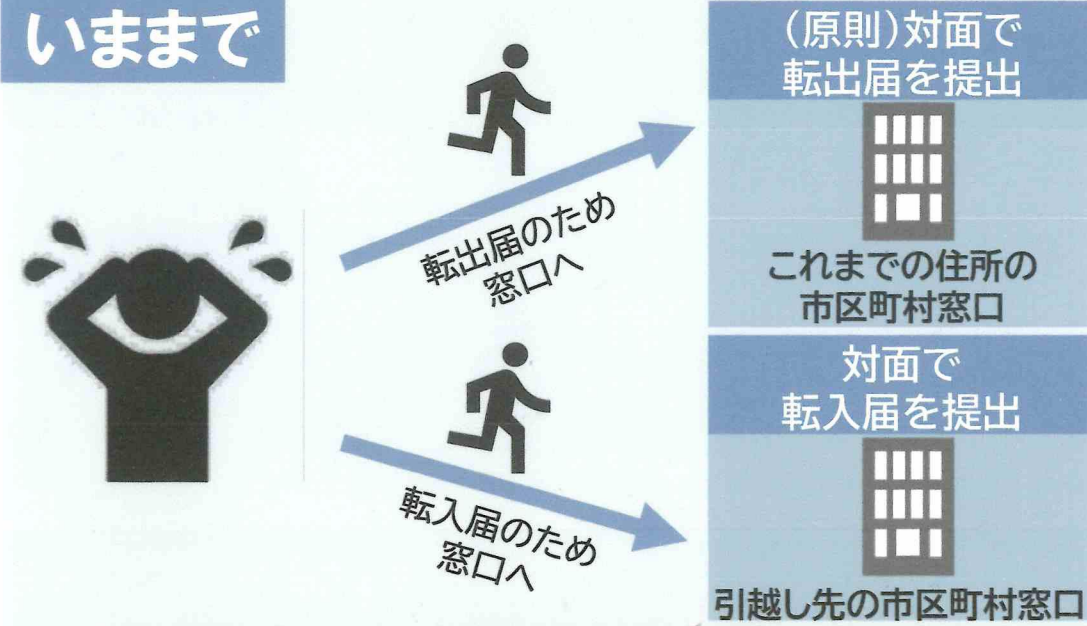 いままで
(原則)対面で
転出届を提出
転出届のため
窓口へ
これまでの住所の
市区町村窓口
対面で
転入届を提出
転入届のため
窓口へ
引越し先の市区町村窓口